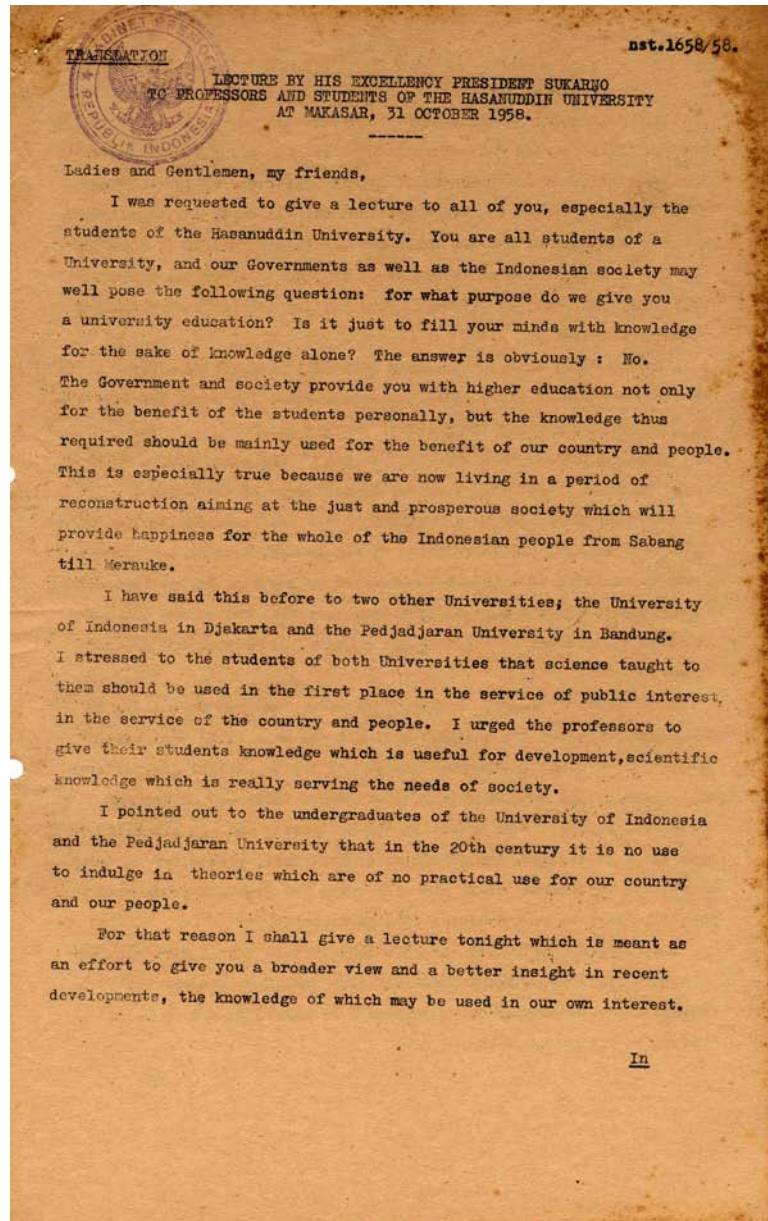 nst.1658/58.
TRANSLATION
LECTURE BY HIS EXCELLENCY PRESIDENT SUKARNO
TO PROFESSORS AND STUDENTS OF THE HASANUDDIN UNIVERSITY
AT MAKASAR, 31 OCTOBER 1958.
REPUBLIK INDONESIA
Ladies and Gentlemen, my friends,
I was requested to give a lecture to all of you, especially the
students of the Hasanuddin University. You are all students of a
University, and our Governments as well as the Indonesian society may
well pose the following question: for what purpose do we give you
a university education? Is it just to fill your minds with knowledge
for the sake of knowledge alone? The answer is obviously : No.
The Government and society provide you with higher education not only
for the benefit of the students personally, but the knowledge thus
required should be mainly used for the benefit of our country and people.
This is especially true because we are now living in a period of
reconstruction aiming at the just and prosperous society which will
provide happiness for the whole of the Indonesian people from Sabang
till Merauke.
I have said this before to two other Universities; the University
of Indonesia in Djakarta and the Pedjadjaran University in Bandung.
I stressed to the students of both Universities that science taught to
them should be used in the first place in the service of public interest,
in the service of the country and people. I urged the professors to
give their students knowledge which is useful for development,scientific
knowledge which is really serving the needs of society.
I pointed out to the undergraduates of the University of Indonesia
and the Pedjadjaran University that in the 20th century it is no use
to indulge in theories which are of no practical use for our country
and our people.
For that reason I shall give a lecture tonight which is meant as
an effort to give you a broader view and a better insight in recent
developments, the knowledge of which may be used in our own interest.
In